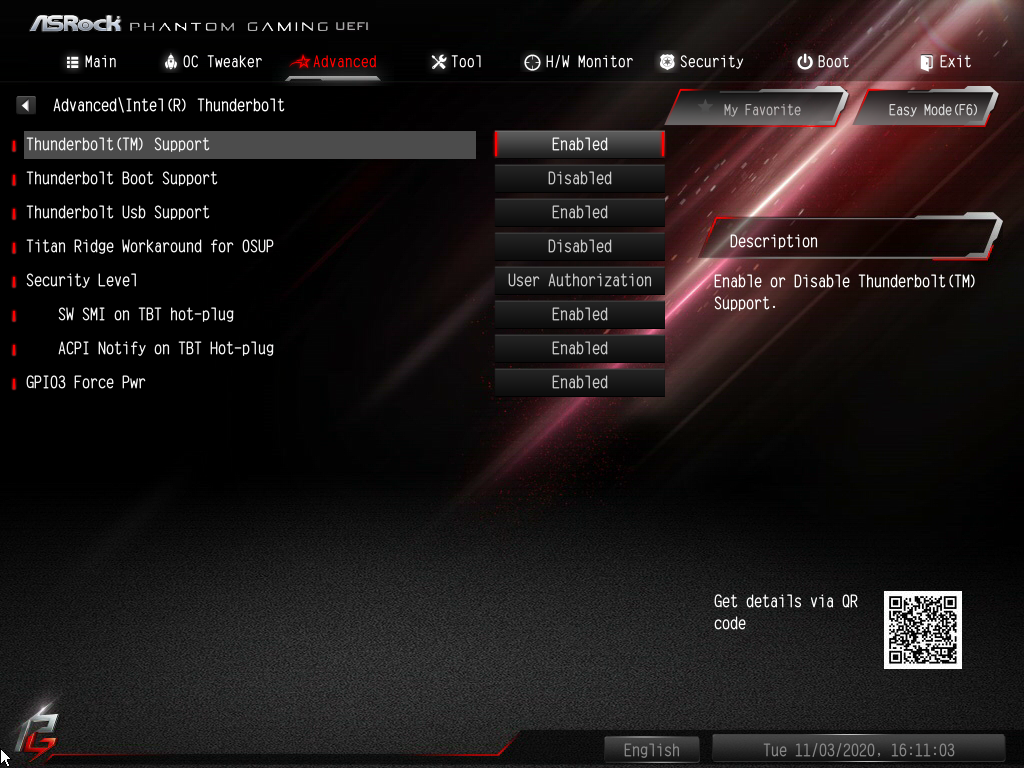 ASRock PHANTOM GAMING UEFI
Main OC Tweaker Advanced Tool H/W Monitor Security Boot Exit
Advanced\Intel(R) Thunderbolt
My Favorite Easy Mode(F6)
Thunderbolt(TM) Support Enabled
Thunderbolt Boot Support Disabled
Thunderbolt Usb Support Enabled
Titan Ridge Workaround for OSUP Disabled
Security Level User Authorization
SW SMI on TBT hot-plug Enabled
ACPI Notify on TBT Hot-plug Enabled
GPIO3 Force Pwr Enabled
Description
Enable or Disable Thunderbolt(TM)
Support.
Get details via QR
code
English Tue 11/03/2020, 16:11:03